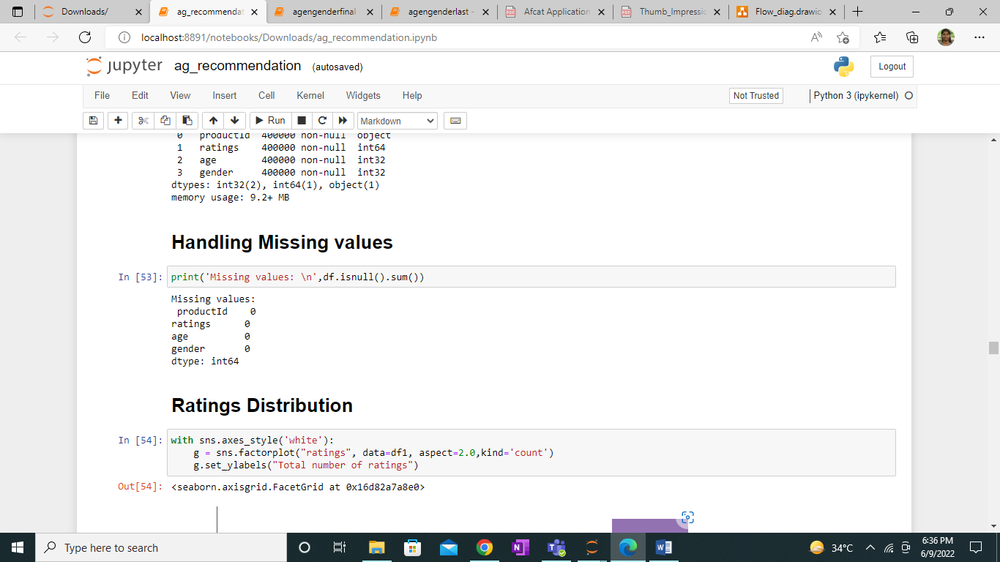 Downloads/
ag_recommendat
agengenderfinal
agengenderlast -
Afcat Application
Thumb_Impressic
Flow_diag.drawio
localhost:8891/notebooks/Downloads/ag_recommendation.ipynb
jupyter ag_recommendation (autosaved)
Logout
File Edit View Insert Cell Kernel Widgets Help
Not Trusted
Python 3 (ipykernel)
Run
Markdown
0 productId 400000 non-null object
1 ratings 400000 non-null int64
2 age 400000 non-null int32
3 gender 400000 non-null int32
dtypes: int32(2), int64(1), object(1)
memory usage: 9.2+ MB
Handling Missing values
In [53]: print('Missing values: \n',df.isnull().sum())
Missing values:
productId 0
ratings 0
age 0
gender 0
dtype: int64
Ratings Distribution
In [54]: with sns.axes_style('white'):
g = sns.factorplot("ratings", data=df1, aspect=2.0,kind='count')
g.set_ylabels("Total number of ratings")
Out[54]: <seaborn.axisgrid.FacetGrid at 0x16d82a7a8e0>
Type here to search
34°C
6:36 PM
6/9/2022